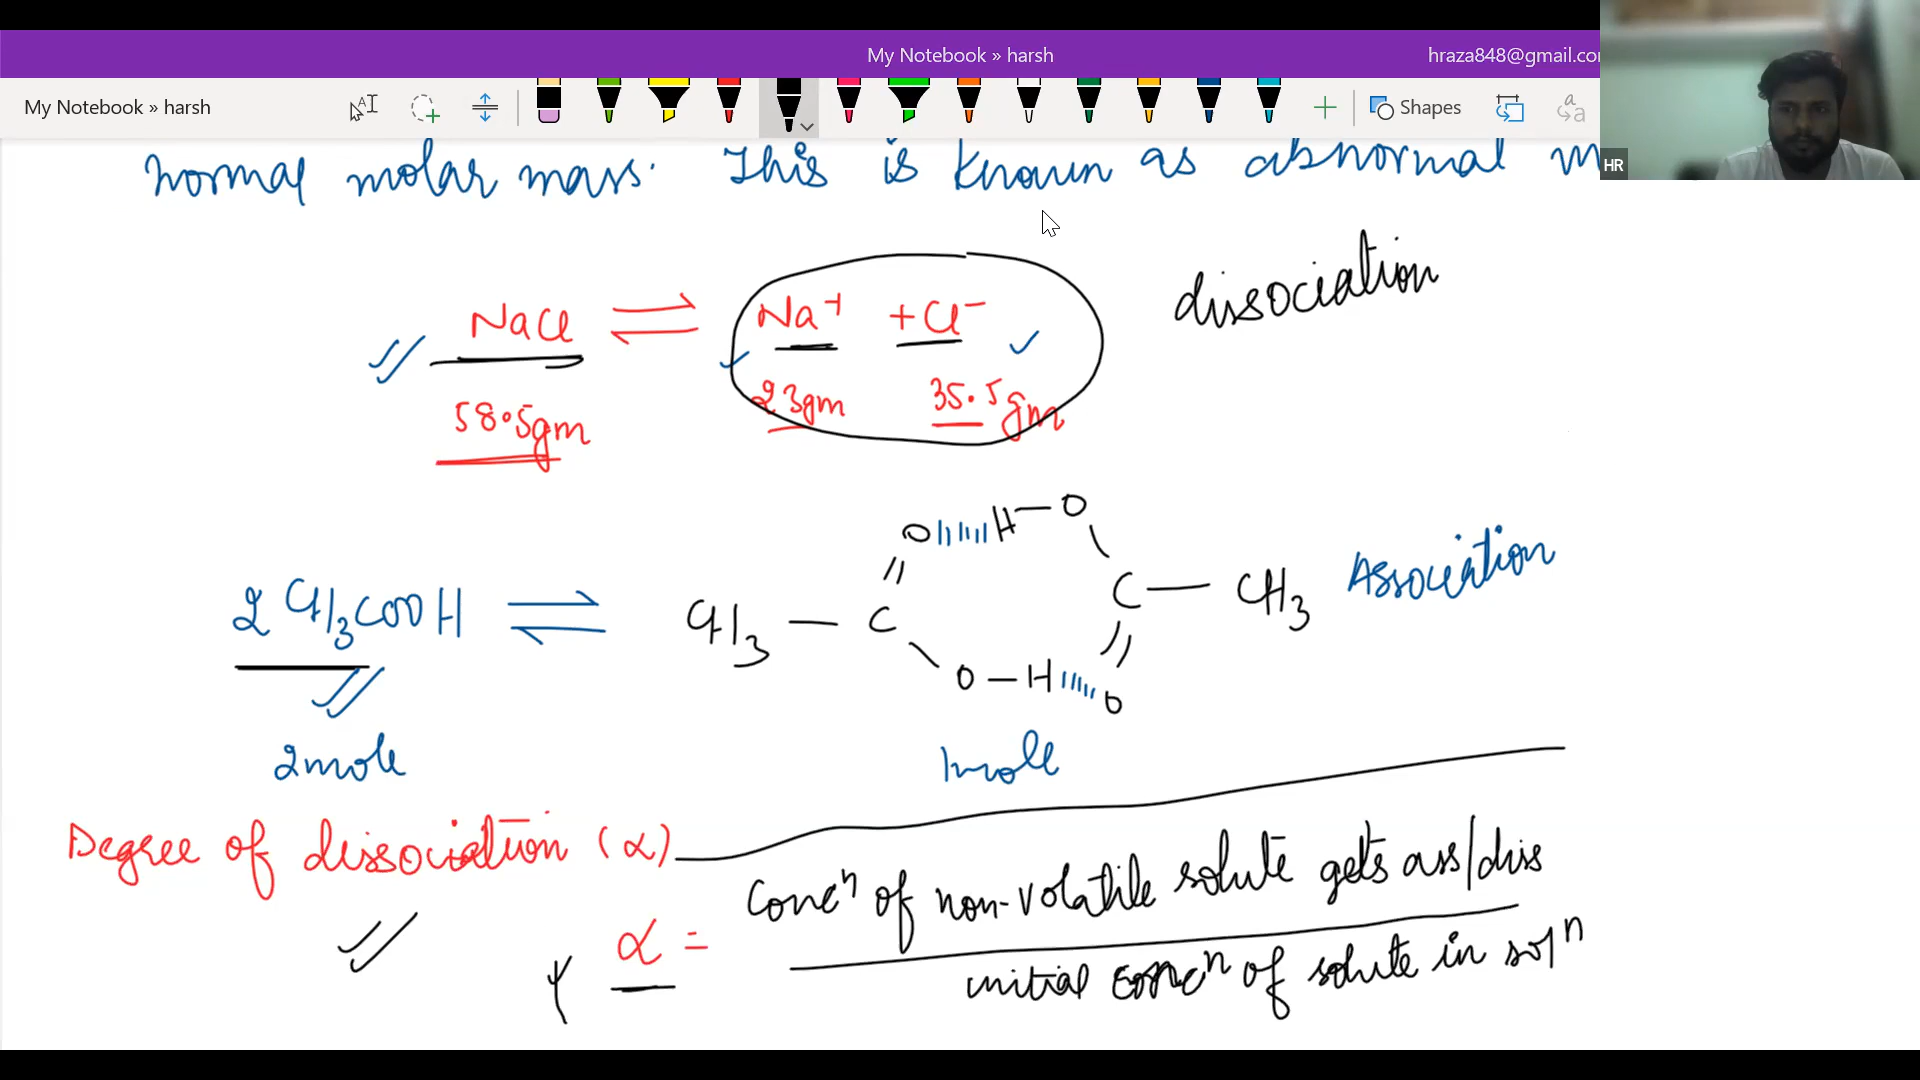 My Notebook » harsh
hraza848@gmail.co
My Notebook » harsh
Shapes
HR
normal molar mass. This is known as abnormal m
dissociation
NaCl ⇌ Na⁺ + Cl⁻
58.5gm 23gm 35.5gm
O H — O
2 CH₃COOH ⇌ CH₃ — C C — CH₃ Association
O — H O
2mole 1mole
Degree of dissociation (α)
Concⁿ of non-volatile solute gets ass/diss
α =
initial concⁿ of solute in solⁿ